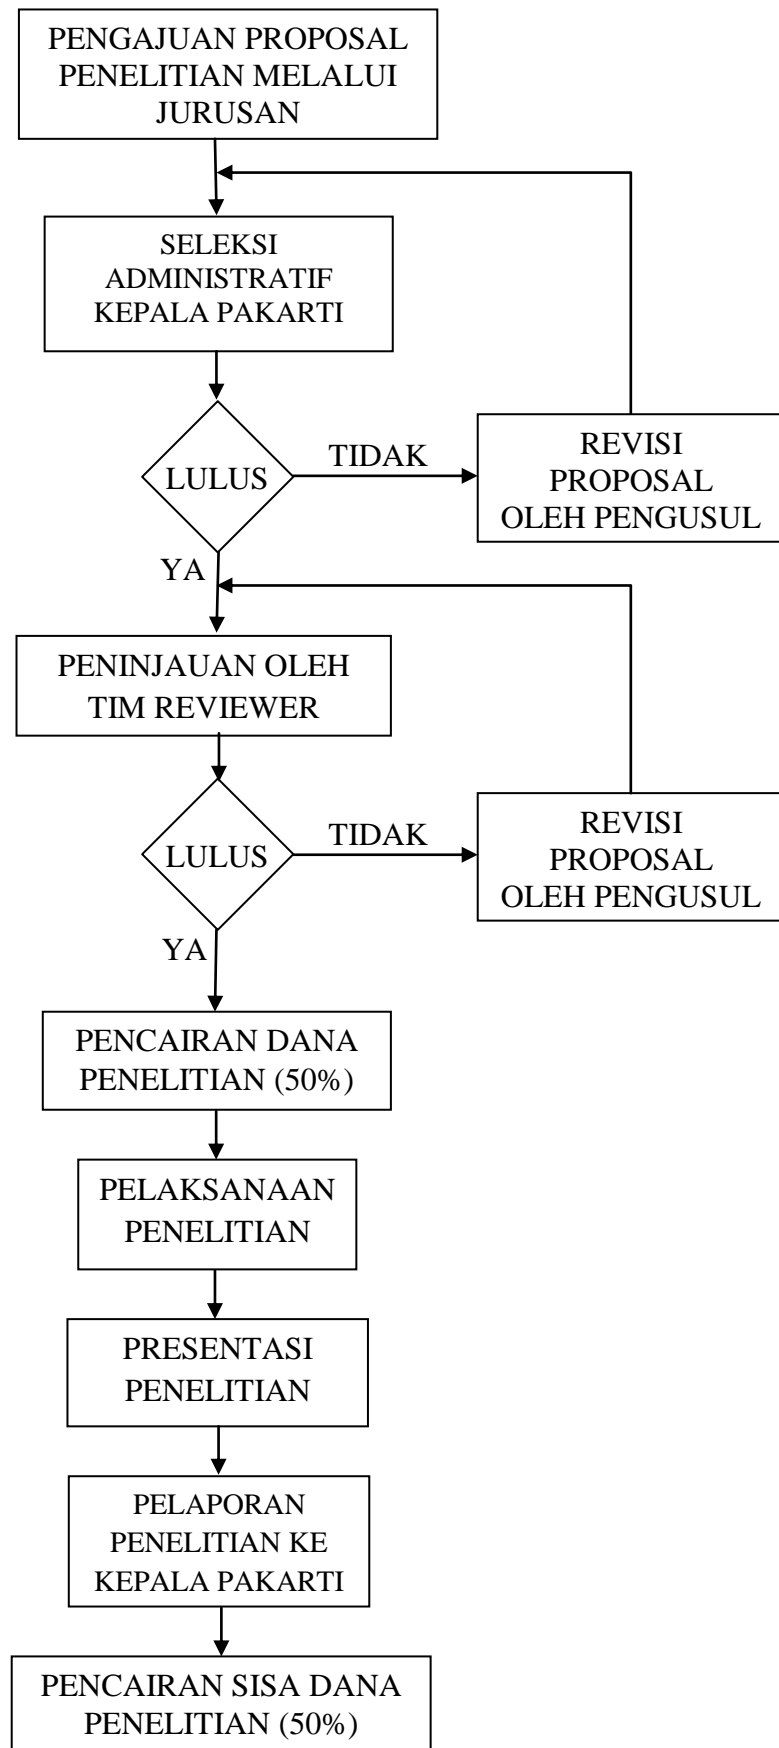 PENGAJUAN PROPOSAL
PENELITIAN MELALUI
JURUSAN
SELEKSI
ADMINISTRATIF
KEPALA PAKARTI
LULUS
TIDAK
REVISI
PROPOSAL
OLEH PENGUSUL
YA
PENINJAUAN OLEH
TIM REVIEWER
LULUS
TIDAK
REVISI
PROPOSAL
OLEH PENGUSUL
YA
PENCAIRAN DANA
PENELITIAN (50%)
PELAKSANAAN
PENELITIAN
PRESENTASI
PENELITIAN
PELAPORAN
PENELITIAN KE
KEPALA PAKARTI
PENCAIRAN SISA DANA
PENELITIAN (50%)